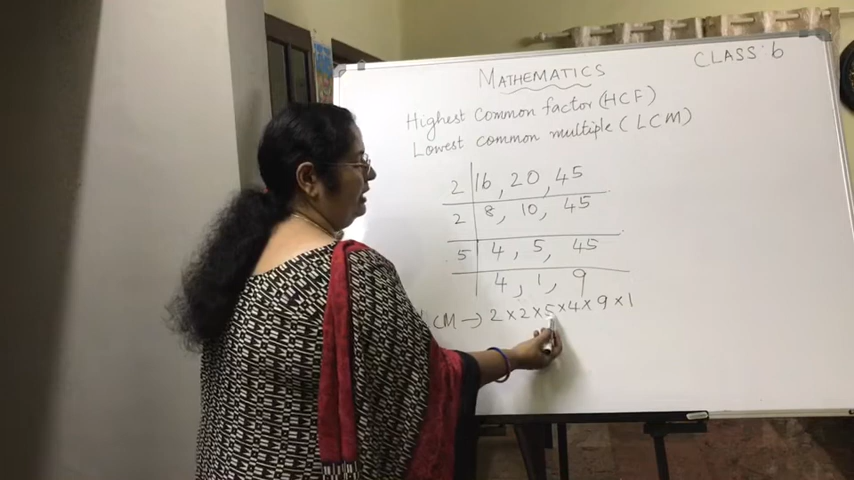 CLASS: 6
MATHEMATICS
Highest common factor (HCF)
Lowest common multiple (LCM)
2 | 16, 20, 45
2 | 8, 10, 45
5 | 4, 5, 45
4, 1, 9
LCM → 2×2×5×4×9×1